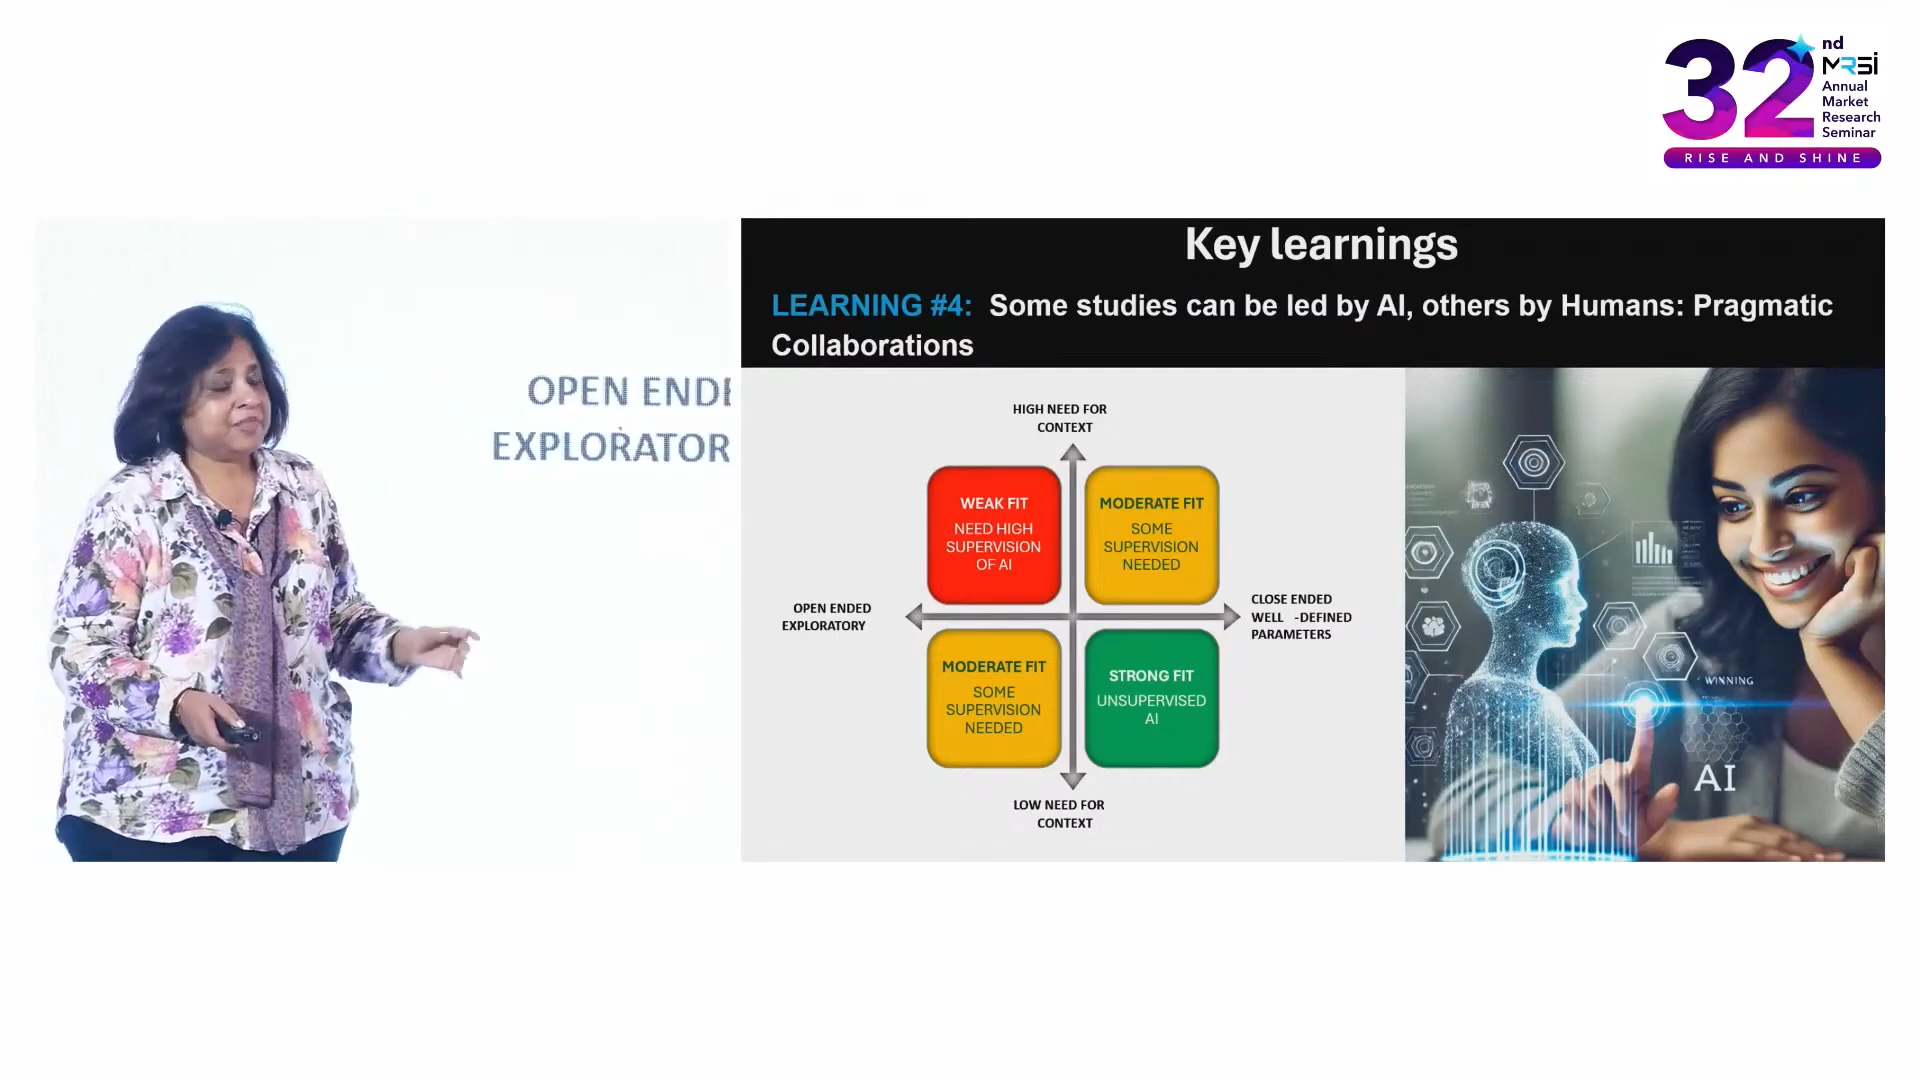 32nd
MRSI
Annual
Market
Research
Seminar
RISE AND SHINE
OPEN ENDE
EXPLORATOR
Key learnings
LEARNING #4: Some studies can be led by AI, others by Humans: Pragmatic
Collaborations
HIGH NEED FOR
CONTEXT
WEAK FIT
NEED HIGH
SUPERVISION
OF AI
MODERATE FIT
SOME
SUPERVISION
NEEDED
OPEN ENDED
EXPLORATORY
CLOSE ENDED
WELL -DEFINED
PARAMETERS
MODERATE FIT
SOME
SUPERVISION
NEEDED
STRONG FIT
UNSUPERVISED
AI
LOW NEED FOR
CONTEXT
WINNING
AI